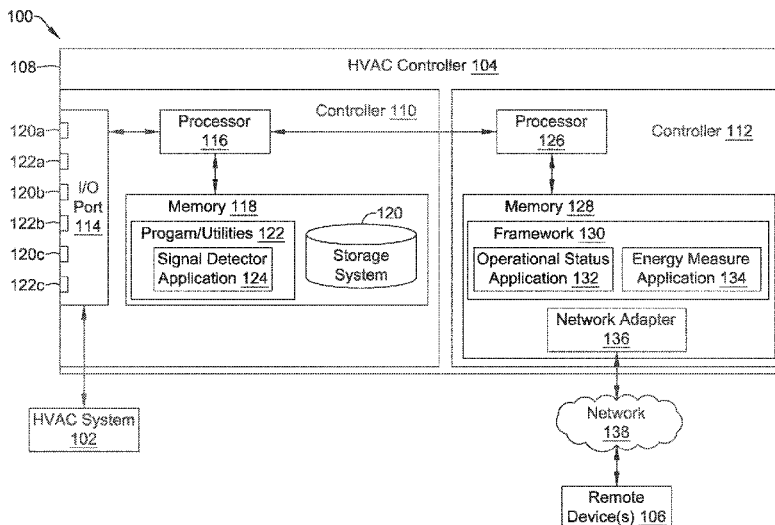 100
108
HVAC Controller 104
Controller 110
Controller 112
120a
122a
120b
122b
120c
122c
I/O
Port
114
Processor
116
Processor
126
Memory 118
Progam/Utilities 122
Signal Detector
Application 124
120
Storage
System
Memory 128
Framework 130
Operational Status
Application 132
Energy Measure
Application 134
Network Adapter
136
HVAC System
102
Network
138
Remote
Device(s) 106